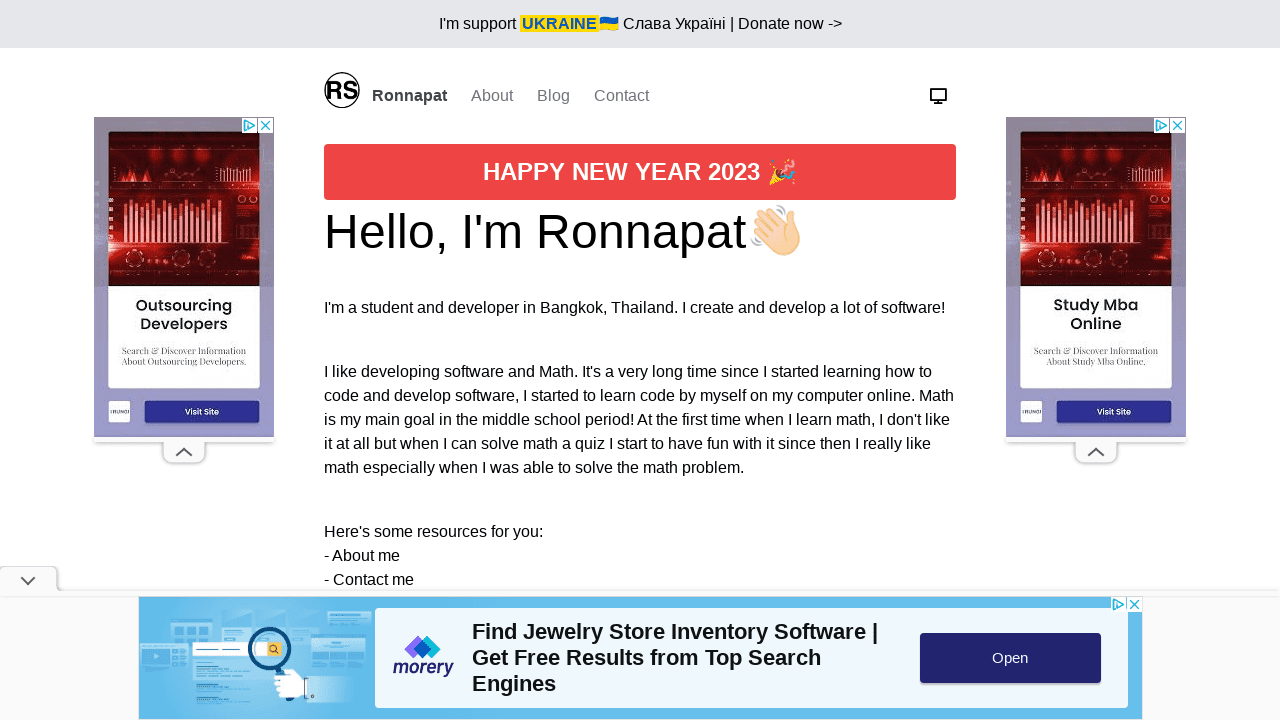 I'm support UKRAINE🇺🇦 Слава Україні | Donate now ->
RS Ronnapat About Blog Contact
HAPPY NEW YEAR 2023 🎉
Hello, I'm Ronnapat👋🏻
I'm a student and developer in Bangkok, Thailand. I create and develop a lot of software!
I like developing software and Math. It's a very long time since I started learning how to
code and develop software, I started to learn code by myself on my computer online. Math
is my main goal in the middle school period! At the first time when I learn math, I don't like
it at all but when I can solve math a quiz I start to have fun with it since then I really like
math especially when I was able to solve the math problem.
Here's some resources for you:
- About me
- Contact me
Outsourcing
Developers
Search & Discover Information
About Outsourcing Developers.
Visit Site
Study Mba
Online
Search & Discover Information
About Study Mba Online.
Visit Site
morery
Find Jewelry Store Inventory Software |
Get Free Results from Top Search
Engines
Open